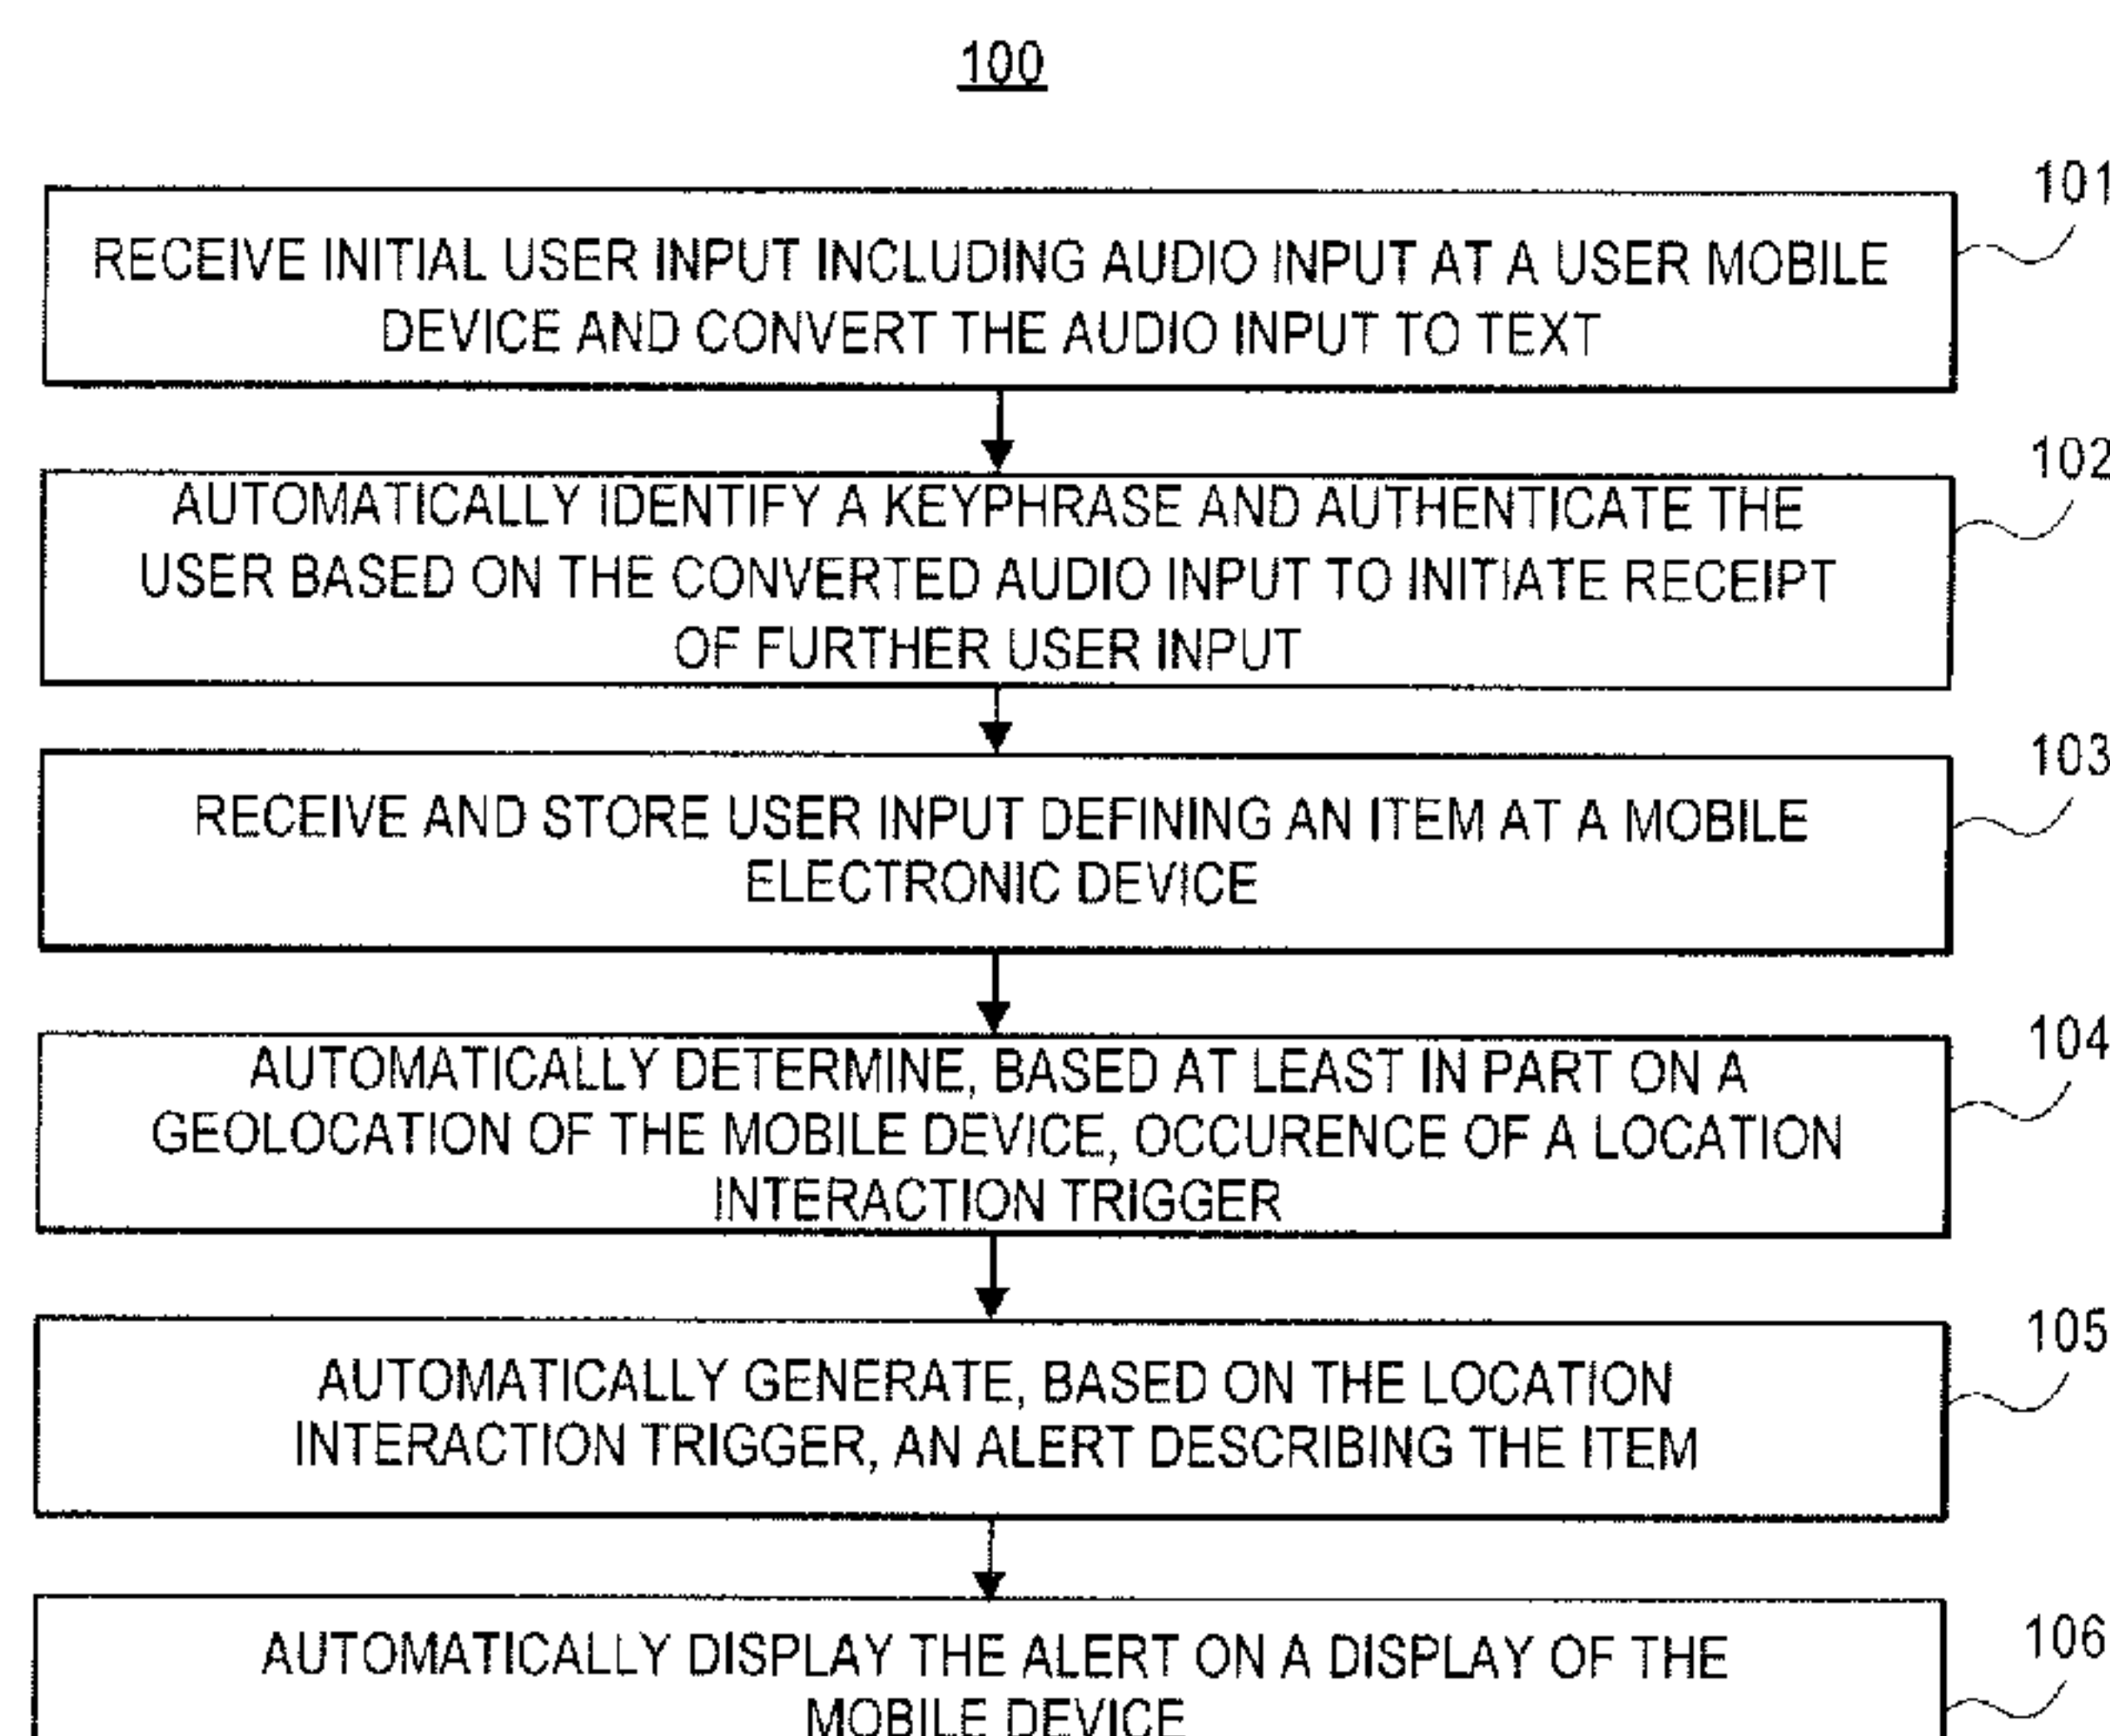 100
101
RECEIVE INITIAL USER INPUT INCLUDING AUDIO INPUT AT A USER MOBILE
DEVICE AND CONVERT THE AUDIO INPUT TO TEXT
102
AUTOMATICALLY IDENTIFY A KEYPHRASE AND AUTHENTICATE THE
USER BASED ON THE CONVERTED AUDIO INPUT TO INITIATE RECEIPT
OF FURTHER USER INPUT
103
RECEIVE AND STORE USER INPUT DEFINING AN ITEM AT A MOBILE
ELECTRONIC DEVICE
104
AUTOMATICALLY DETERMINE, BASED AT LEAST IN PART ON A
GEOLOCATION OF THE MOBILE DEVICE, OCCURENCE OF A LOCATION
INTERACTION TRIGGER
105
AUTOMATICALLY GENERATE, BASED ON THE LOCATION
INTERACTION TRIGGER, AN ALERT DESCRIBING THE ITEM
106
AUTOMATICALLY DISPLAY THE ALERT ON A DISPLAY OF THE
MOBILE DEVICE